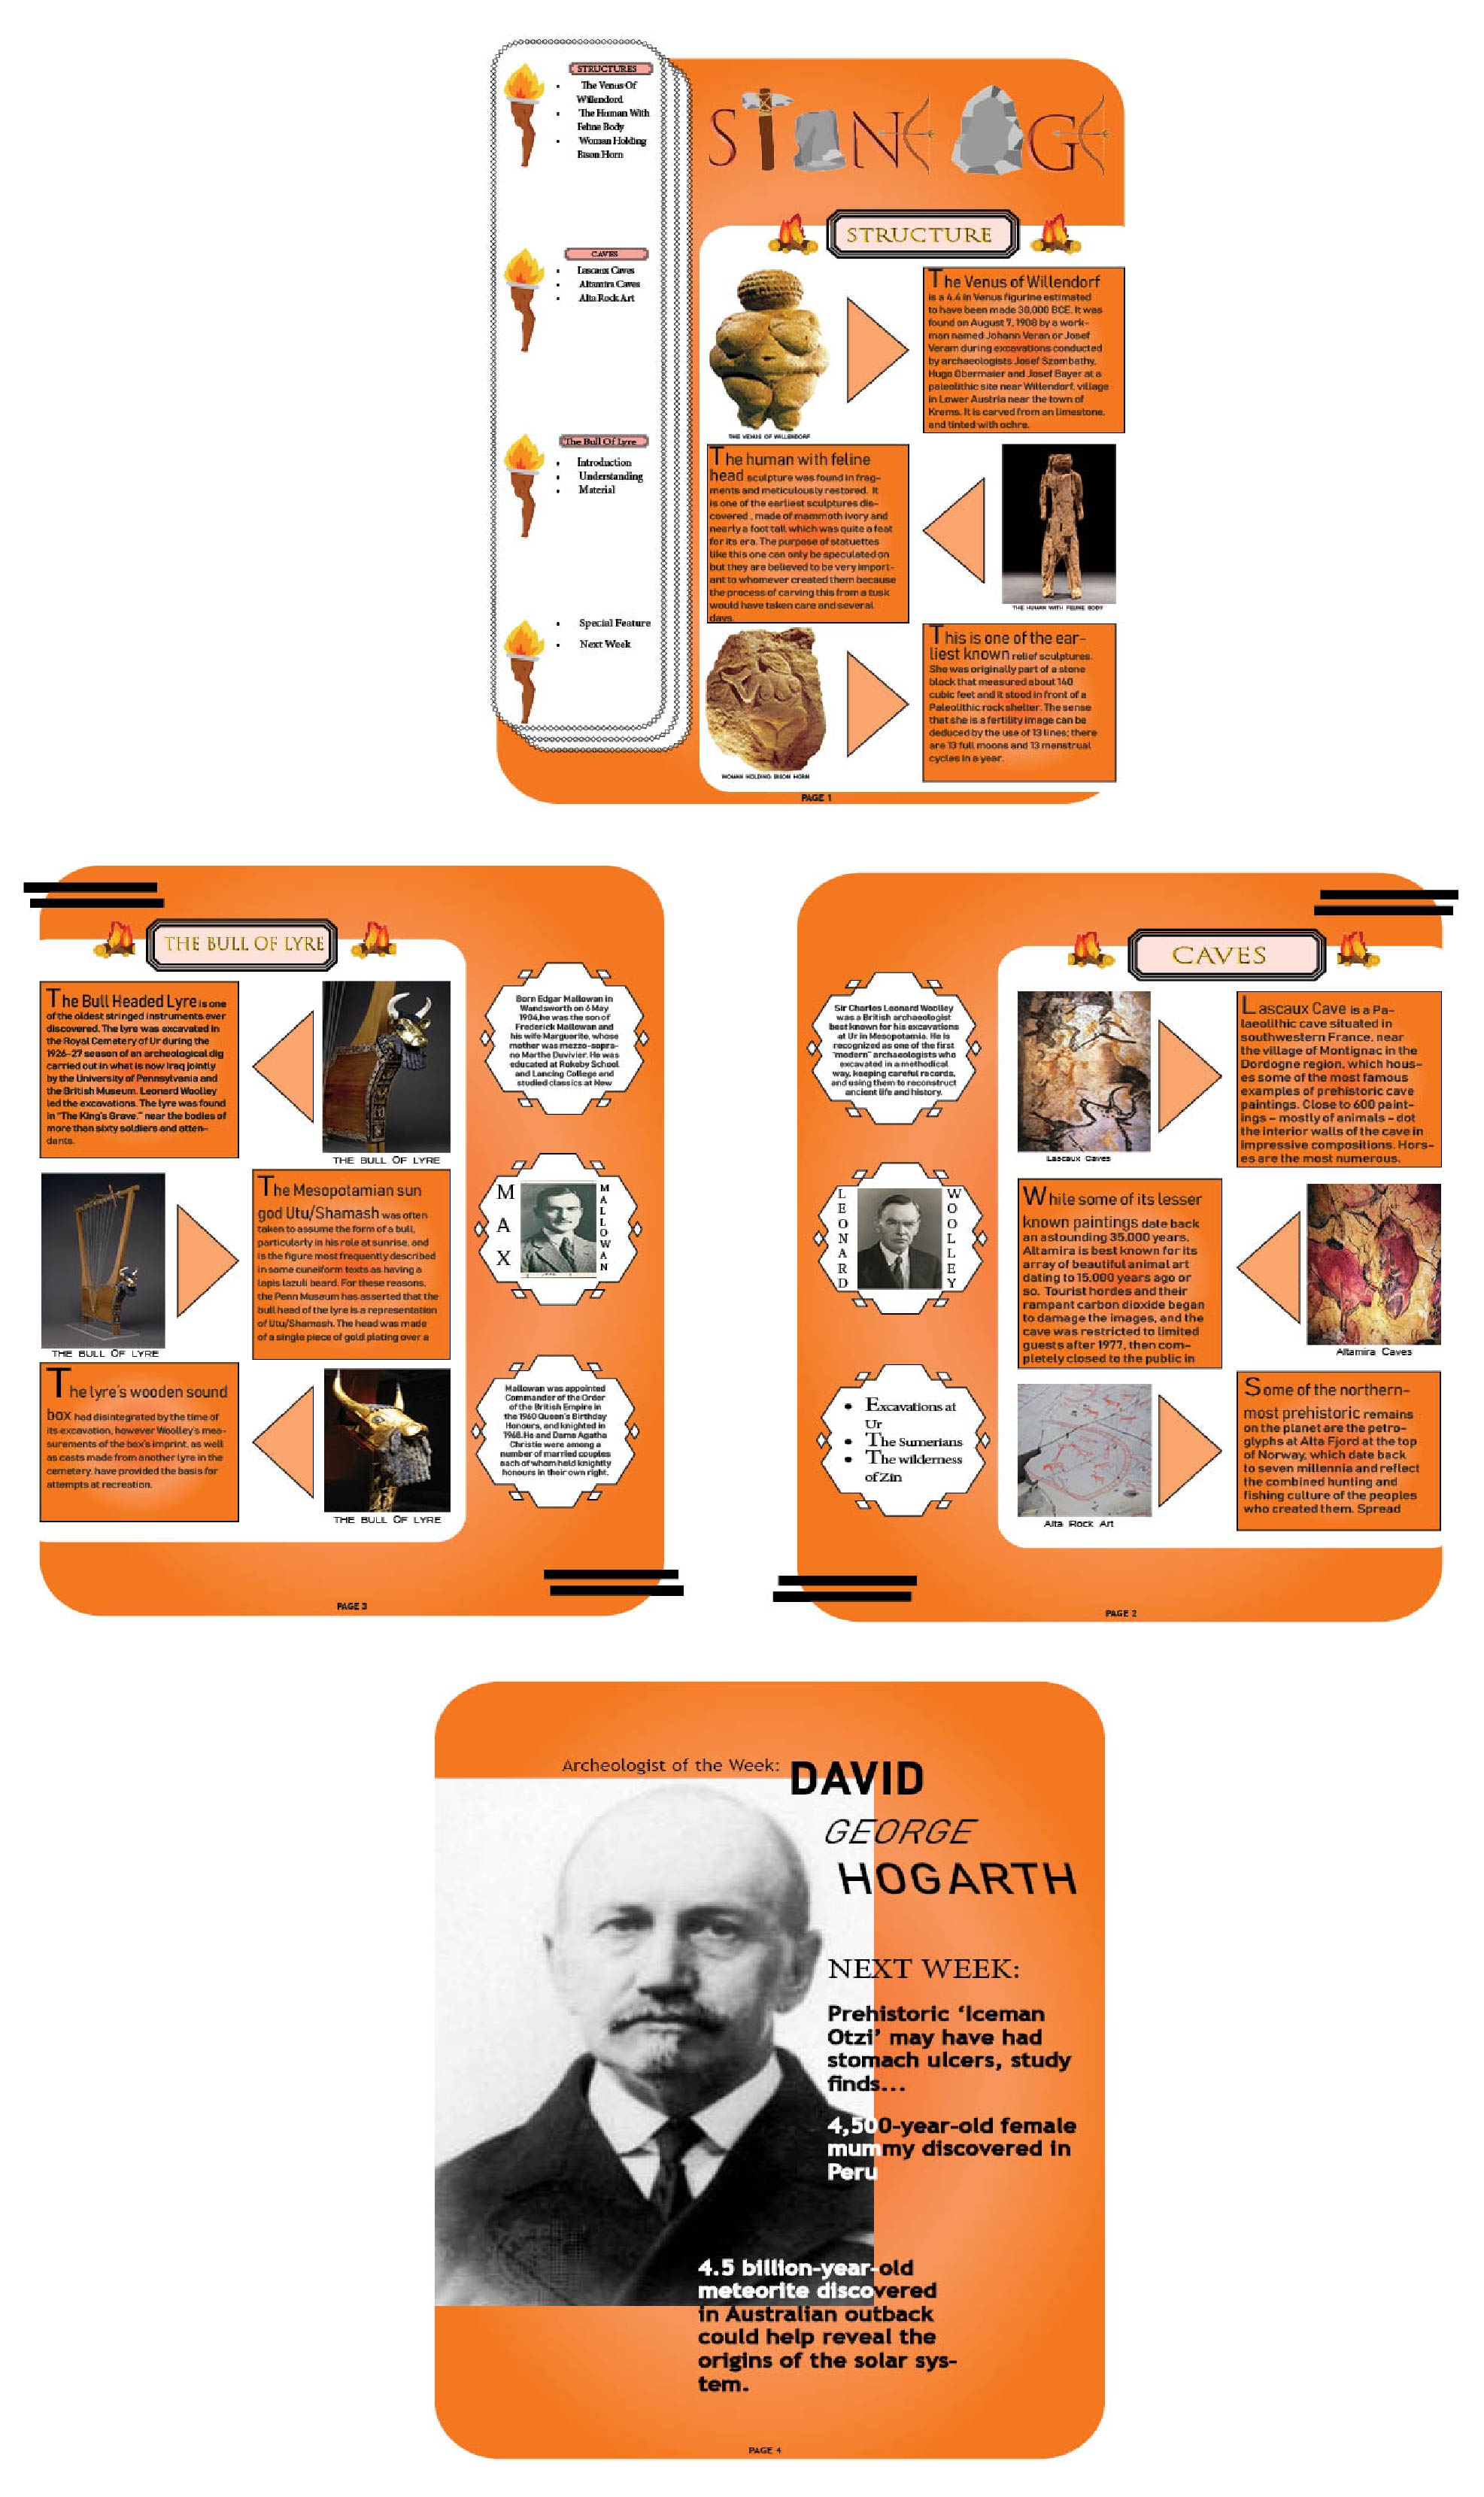 STRUCTURES
• The Venus Of
Willendord
• The Human With
Feline Body
• Woman Holding
Bison Horn
CAVES
• Lascaux Caves
• Altamira Caves
• Alta Rock Art
The Bull Of Lyre
• Introduction
• Understanding
• Material
• Special Feature
• Next Week
STONE AGE
STRUCTURE
The Venus of Willendorf
is a 4.4 in Venus figurine estimated
to have been made 30,000 BCE. It was
found on August 7, 1908 by a work-
man named Johann Veran or Josef
Veram during excavations conducted
by archaeologists Josef Szombathy,
Hugo Obermaier and Josef Bayer at a
paleolithic site near Willendorf, village
in Lower Austria near the town of
Krems. It is carved from an limestone,
and tinted with ochre.
THE VENUS OF WILLENDORF
The human with feline
head sculpture was found in frag-
ments and meticulously restored. It
is one of the earliest sculptures dis-
covered , made of mammoth ivory and
nearly a foot tall which was quite a feat
for its era. The purpose of statuettes
like this one can only be speculated on
but they are believed to be very import-
ant to whomever created them because
the process of carving this from a tusk
would have taken care and several
days.
THE HUMAN WITH FELINE BODY
This is one of the ear-
liest known relief sculptures.
She was originally part of a stone
block that measured about 140
cubic feet and it stood in front of a
Paleolithic rock shelter. The sense
that she is a fertility image can be
deduced by the use of 13 lines; there
are 13 full moons and 13 menstrual
cycles in a year.
WOMAN HOLDING BISON HORN
PAGE 1
THE BULL OF LYRE
The Bull Headed Lyre is one
of the oldest stringed instruments ever
discovered. The lyre was excavated in
the Royal Cemetery of Ur during the
1926-27 season of an archeological dig
carried out in what is now Iraq jointly
by the University of Pennsylvania and
the British Museum. Leonard Woolley
led the excavations. The lyre was found
in "The King's Grave," near the bodies of
more than sixty soldiers and atten-
dants.
THE BULL OF LYRE
The Mesopotamian sun
god Utu/Shamash was often
taken to assume the form of a bull,
particularly in his role at sunrise, and
is the figure most frequently described
in some cuneiform texts as having a
lapis lazuli beard. For these reasons,
the Penn Museum has asserted that the
bull head of the lyre is a representation
of Utu/Shamash. The head was made
of a single piece of gold plating over a
THE BULL OF LYRE
The lyre's wooden sound
box had disintegrated by the time of
its excavation, however Woolley's mea-
surements of the box's imprint, as well
as casts made from another lyre in the
cemetery, have provided the basis for
attempts at recreation.
THE BULL OF LYRE
Born Edgar Mallowan in
Wandsworth on 6 May
1904,he was the son of
Frederick Mallowan and
his wife Marguerite, whose
mother was mezzo-sopra-
no Marthe Duvivier. He was
educated at Rokeby School
and Lancing College and
studied classics at New
MAX
MALLOWAN
Mallowan was appointed
Commander of the Order
of the British Empire in
the 1960 Queen's Birthday
Honours, and knighted in
1968.He and Dame Agatha
Christie were among a
number of married couples
each of whom held knightly
honours in their own right.
PAGE 3
CAVES
Sir Charles Leonard Woolley
was a British archaeologist
best known for his excavations
at Ur in Mesopotamia. He is
recognized as one of the first
"modern" archaeologists who
excavated in a methodical
way, keeping careful records,
and using them to reconstruct
ancient life and history.
LEONARD
WOOLLEY
• Excavations at
Ur
• The Sumerians
• The wilderness
of Zin
Lascaux Cave is a Pa-
laeolithic cave situated in
southwestern France, near
the village of Montignac in the
Dordogne region, which hous-
es some of the most famous
examples of prehistoric cave
paintings. Close to 600 paint-
ings – mostly of animals - dot
the interior walls of the cave in
impressive compositions. Hors-
es are the most numerous,
Lascaux Caves
While some of its lesser
known paintings date back
an astounding 35,000 years,
Altamira is best known for its
array of beautiful animal art
dating to 15,000 years ago or
so. Tourist hordes and their
rampant carbon dioxide began
to damage the images, and the
cave was restricted to limited
guests after 1977, then com-
pletely closed to the public in
Altamira Caves
Some of the northern-
most prehistoric remains
on the planet are the petro-
glyphs at Alta Fjord at the top
of Norway, which date back
to seven millennia and reflect
the combined hunting and
fishing culture of the peoples
who created them. Spread
Alta Rock Art
PAGE 2
Archeologist of the Week: DAVID
GEORGE
HOGARTH
NEXT WEEK:
Prehistoric ‘Iceman
Otzi’ may have had
stomach ulcers, study
finds...
4,500-year-old female
mummy discovered in
Peru
4.5 billion-year-old
meteorite discovered
in Australian outback
could help reveal the
origins of the solar sys-
tem.
PAGE 4